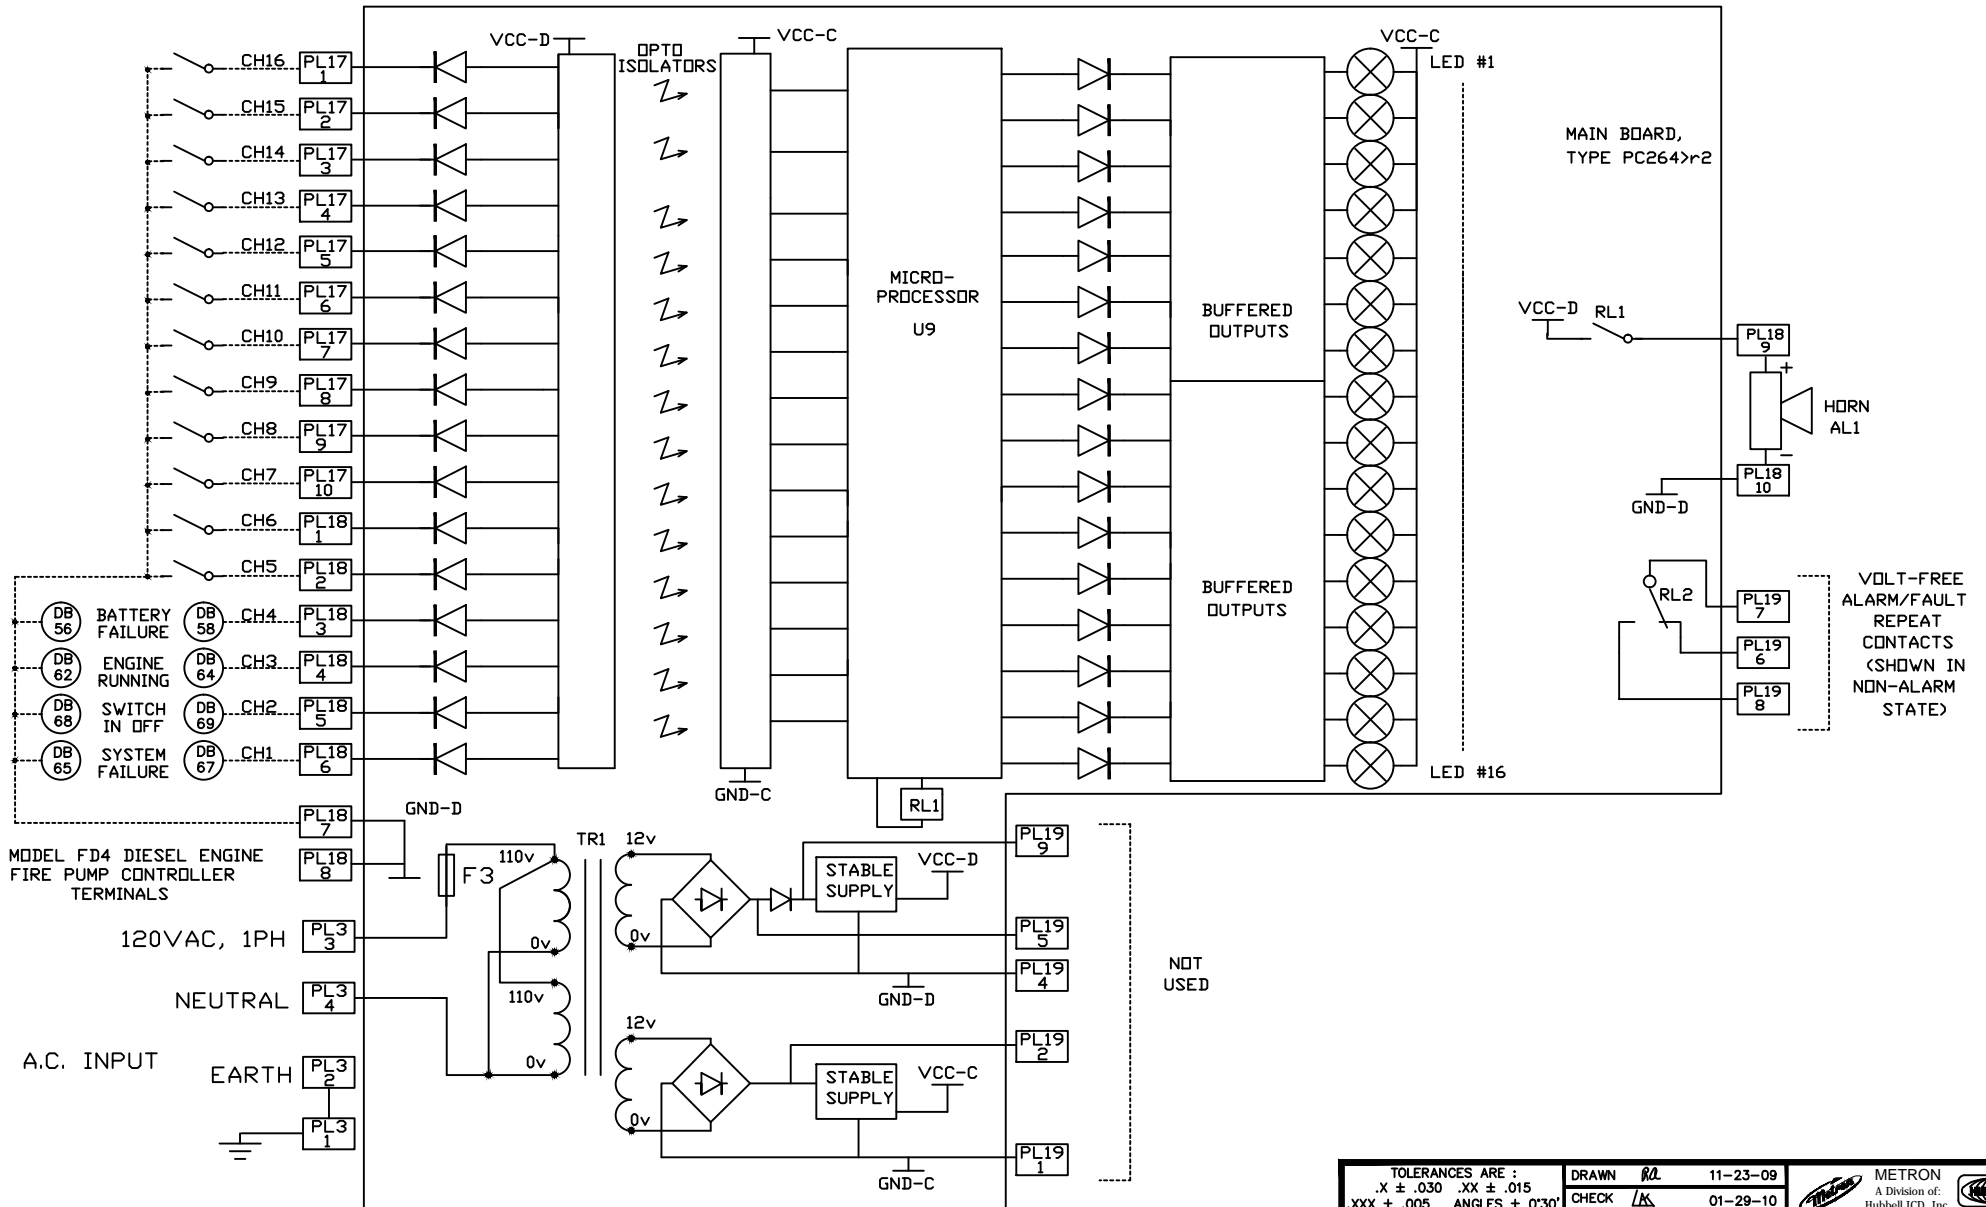 VCC-D
OPTO
ISOLATORS
VCC-C
VCC-C
LED #1
CH16 PL17 1
CH15 PL17 2
CH14 PL17 3
CH13 PL17 4
CH12 PL17 5
CH11 PL17 6
CH10 PL17 7
CH9 PL17 8
CH8 PL17 9
CH7 PL17 10
CH6 PL18 1
CH5 PL18 2
DB 56 BATTERY FAILURE DB 58 CH4 PL18 3
DB 62 ENGINE RUNNING DB 64 CH3 PL18 4
DB 68 SWITCH IN OFF DB 69 CH2 PL18 5
DB 65 SYSTEM FAILURE DB 67 CH1 PL18 6
PL18 7
PL18 8
GND-D
MODEL FD4 DIESEL ENGINE
FIRE PUMP CONTROLLER
TERMINALS
MICRO-
PROCESSOR
U9
RL1
GND-C
BUFFERED
OUTPUTS
BUFFERED
OUTPUTS
LED #16
MAIN BOARD,
TYPE PC264>r2
VCC-D
RL1
PL18 9
+
HORN
AL1
−
PL18 10
GND-D
RL2
PL19 7
PL19 6
PL19 8
VOLT-FREE
ALARM/FAULT
REPEAT
CONTACTS
(SHOWN IN
NON-ALARM
STATE)
120VAC, 1PH PL3 3
NEUTRAL PL3 4
A.C. INPUT
EARTH PL3 2
PL3 1
F3
110v
0v
110v
0v
TR1
12v
0v
12v
0v
STABLE
SUPPLY
VCC-D
GND-D
STABLE
SUPPLY
VCC-C
GND-C
PL19 9
PL19 5
PL19 4
PL19 2
PL19 1
NOT
USED
TOLERANCES ARE :
.X ± .030 .XX ± .015
.XXX ± .005 ANGLES ± 0°30'
DRAWN RA 11-23-09
CHECK 01-29-10
Metron
METRON
A Division of:
Hubbell ICD, Inc.